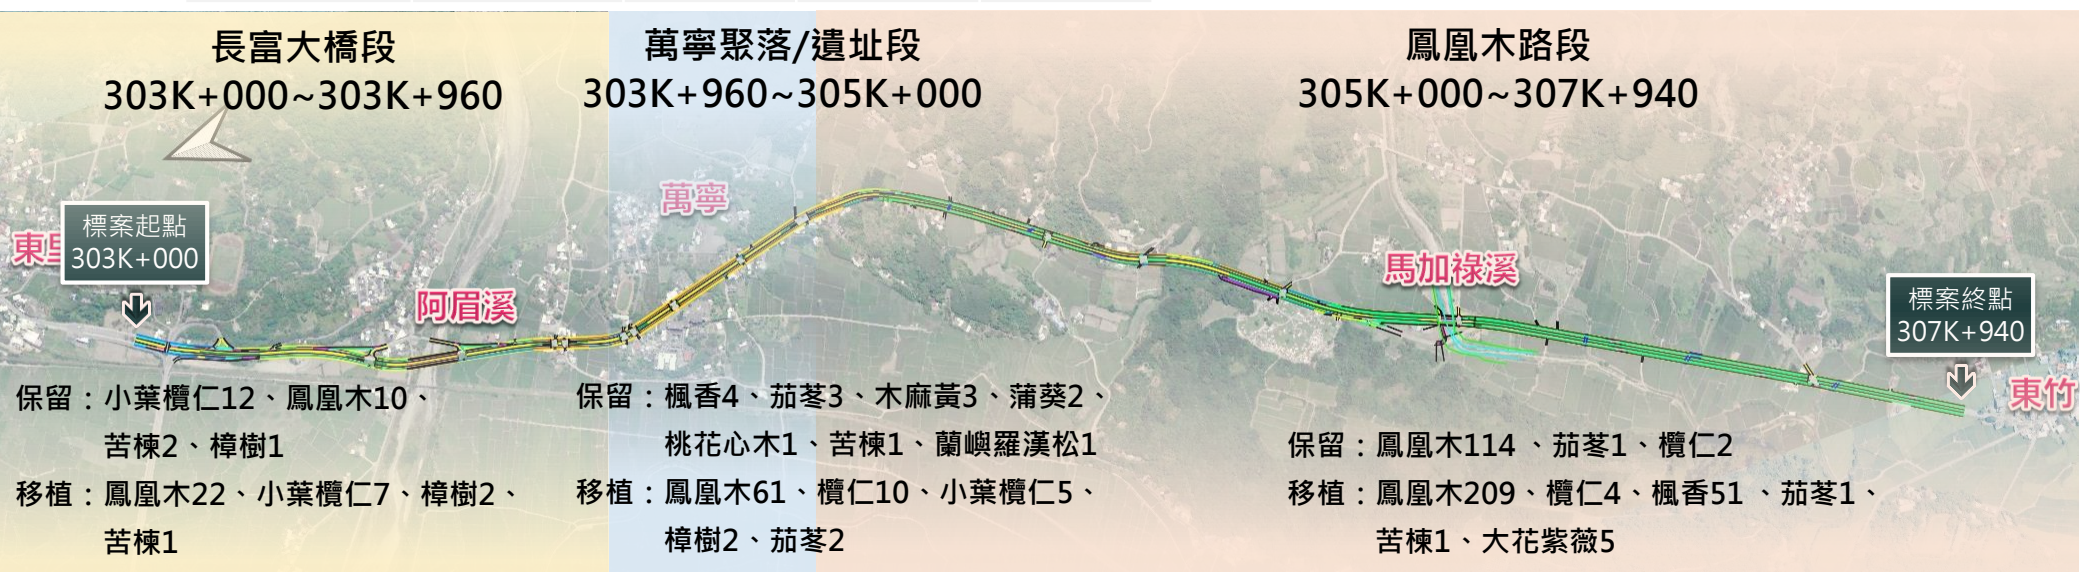 長富大橋段
303K+000~303K+960
萬寧聚落/遺址段
303K+960~305K+000
鳳凰木路段
305K+000~307K+940
東里
標案起點
303K+000
阿眉溪
萬寧
馬加祿溪
標案終點
307K+940
東竹
保留：小葉欖仁12、鳳凰木10、
苦楝2、樟樹1
移植：鳳凰木22、小葉欖仁7、樟樹2、
苦楝1
保留：楓香4、茄苳3、木麻黃3、蒲葵2、
桃花心木1、苦楝1、蘭嶼羅漢松1
移植：鳳凰木61、欖仁10、小葉欖仁5、
樟樹2、茄苳2
保留：鳳凰木114、茄苳1、欖仁2
移植：鳳凰木209、欖仁4、楓香51、茄苳1、
苦楝1、大花紫薇5